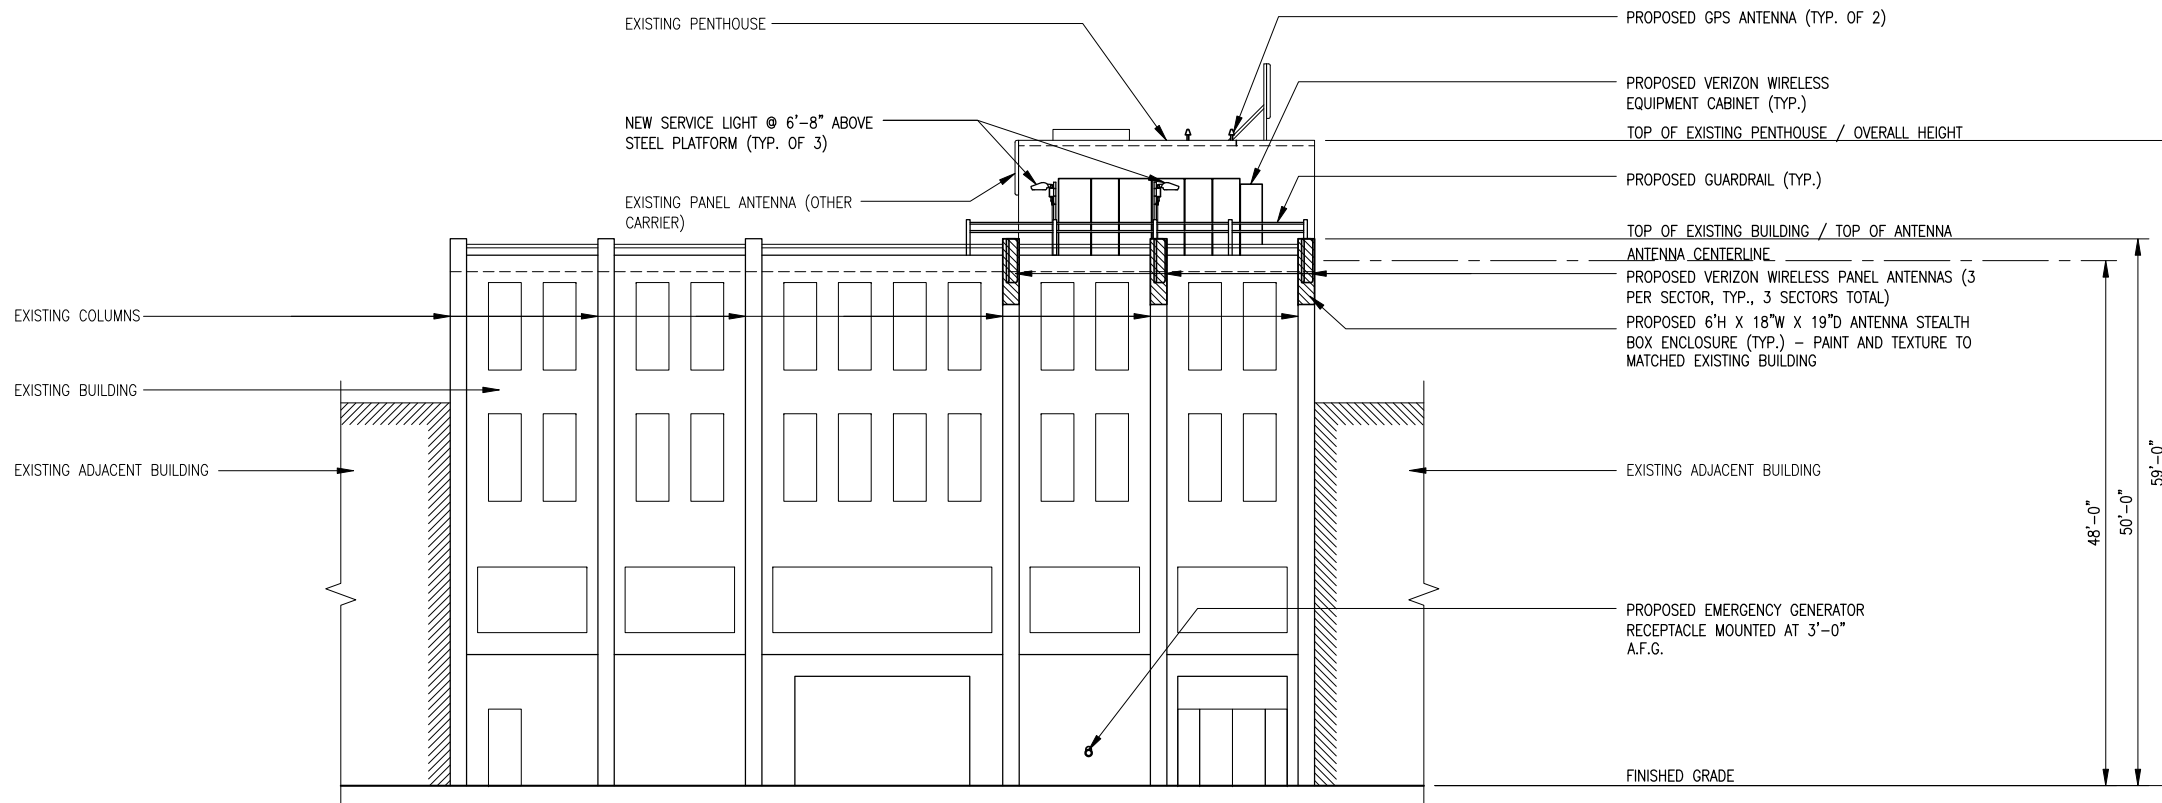 EXISTING PENTHOUSE
NEW SERVICE LIGHT @ 6'-8" ABOVE
STEEL PLATFORM (TYP. OF 3)
EXISTING PANEL ANTENNA (OTHER
CARRIER)
EXISTING COLUMNS
EXISTING BUILDING
EXISTING ADJACENT BUILDING
PROPOSED GPS ANTENNA (TYP. OF 2)
PROPOSED VERIZON WIRELESS
EQUIPMENT CABINET (TYP.)
TOP OF EXISTING PENTHOUSE / OVERALL HEIGHT
PROPOSED GUARDRAIL (TYP.)
TOP OF EXISTING BUILDING / TOP OF ANTENNA
ANTENNA CENTERLINE
PROPOSED VERIZON WIRELESS PANEL ANTENNAS (3
PER SECTOR, TYP., 3 SECTORS TOTAL)
PROPOSED 6'H X 18"W X 19"D ANTENNA STEALTH
BOX ENCLOSURE (TYP.) – PAINT AND TEXTURE TO
MATCHED EXISTING BUILDING
EXISTING ADJACENT BUILDING
PROPOSED EMERGENCY GENERATOR
RECEPTACLE MOUNTED AT 3'-0"
A.F.G.
FINISHED GRADE
48'-0"
50'-0"
59'-0"